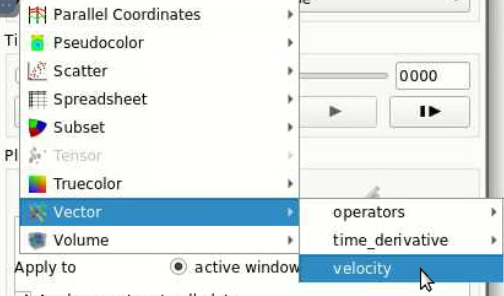 Parallel Coordinates
Ti
Pseudocolor
Scatter
0000
Spreadsheet
Subset
Pl
Tensor
Truecolor
Vector
operators
Volume
time_derivative
Apply to
active window
velocity